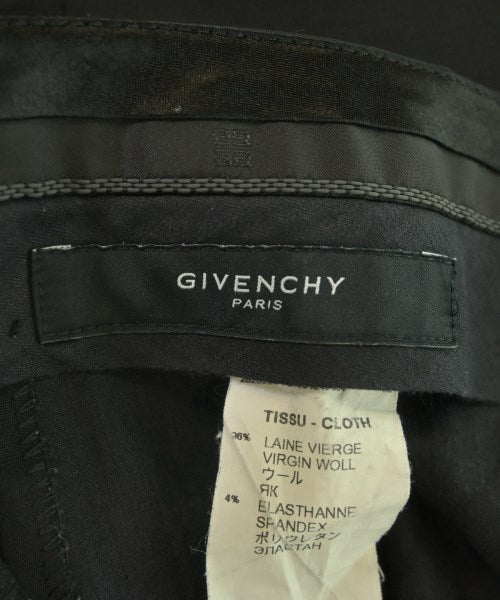 GIVENCHY
PARIS
TISSU - CLOTH
96% LAINE VIERGE
VIRGIN WOLL
ウール
ЯК
4% ELASTHANNE
SPANDEX
ポリウレタン
ЭЛАСТАН